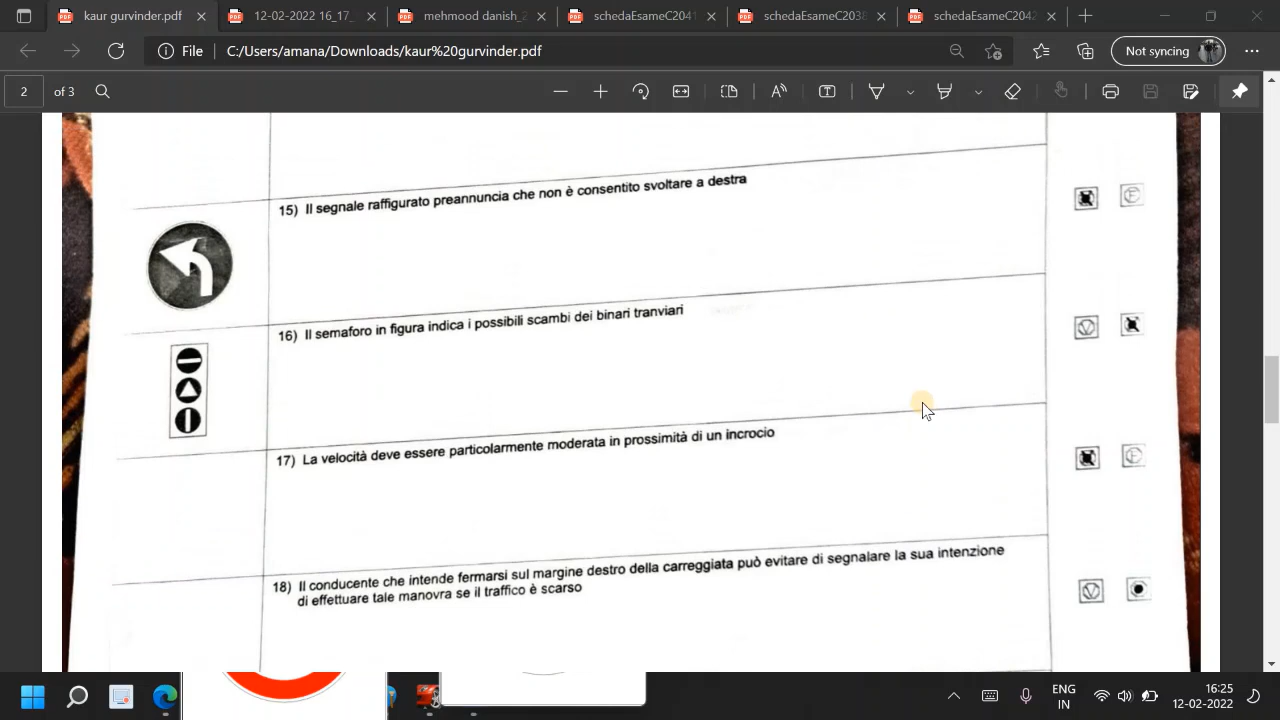 kaur gurvinder.pdf
12-02-2022 16_17_
mehmood danish_2
schedaEsameC2041
schedaEsameC2038
schedaEsameC2042
File
C:/Users/amana/Downloads/kaur%20gurvinder.pdf
Not syncing
2 of 3
15) Il segnale raffigurato preannuncia che non è consentito svoltare a destra
F
16) Il semaforo in figura indica i possibili scambi dei binari tranviari
V
17) La velocità deve essere particolarmente moderata in prossimità di un incrocio
F
18) Il conducente che intende fermarsi sul margine destro della carreggiata può evitare di segnalare la sua intenzione
di effettuare tale manovra se il traffico è scarso
V
ENG
IN
16:25
12-02-2022